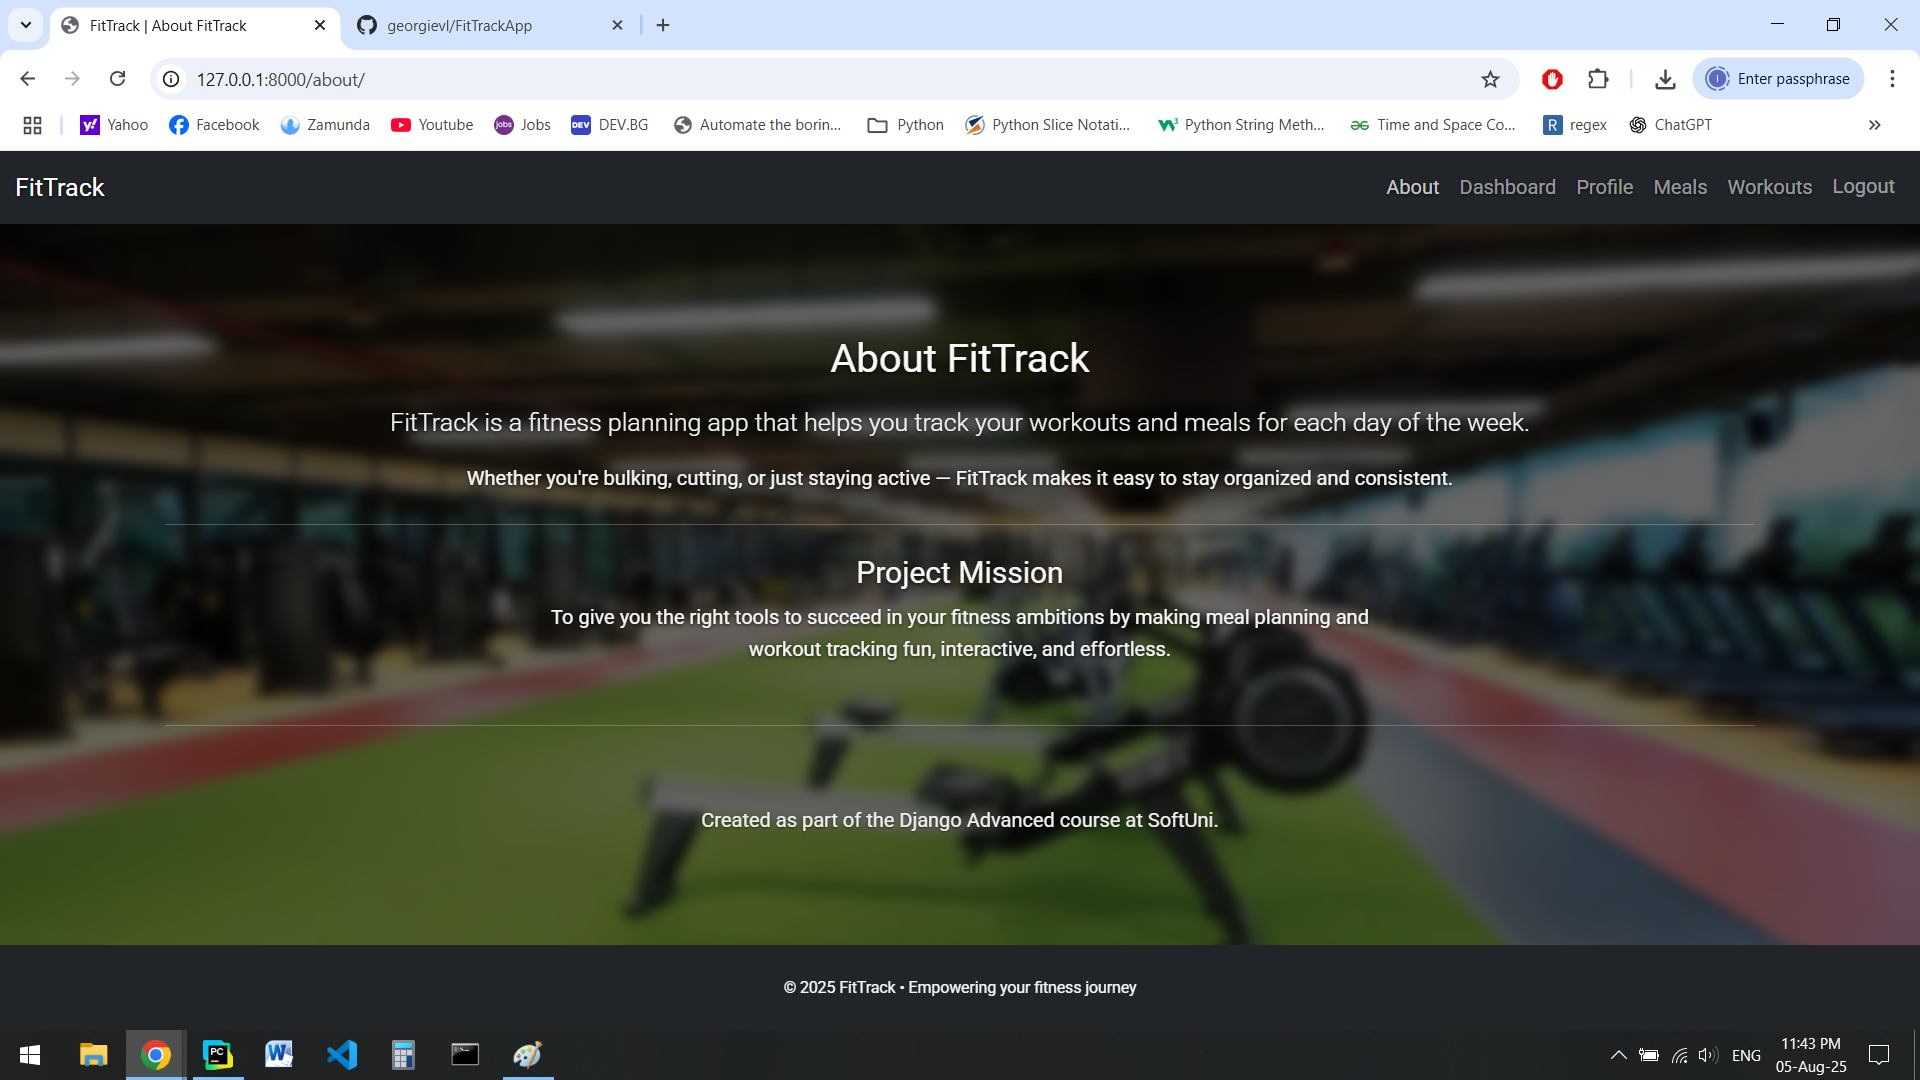 FitTrack | About FitTrack
georgievl/FitTrackApp
127.0.0.1:8000/about/
Enter passphrase
Yahoo
Facebook
Zamunda
Youtube
jobs Jobs
DEV DEV.BG
Automate the borin...
Python
Python Slice Notati...
Python String Meth...
Time and Space Co...
R regex
ChatGPT
FitTrack
About Dashboard Profile Meals Workouts Logout
About FitTrack
FitTrack is a fitness planning app that helps you track your workouts and meals for each day of the week.
Whether you're bulking, cutting, or just staying active — FitTrack makes it easy to stay organized and consistent.
Project Mission
To give you the right tools to succeed in your fitness ambitions by making meal planning and
workout tracking fun, interactive, and effortless.
Created as part of the Django Advanced course at SoftUni.
© 2025 FitTrack • Empowering your fitness journey
ENG
11:43 PM
05-Aug-25